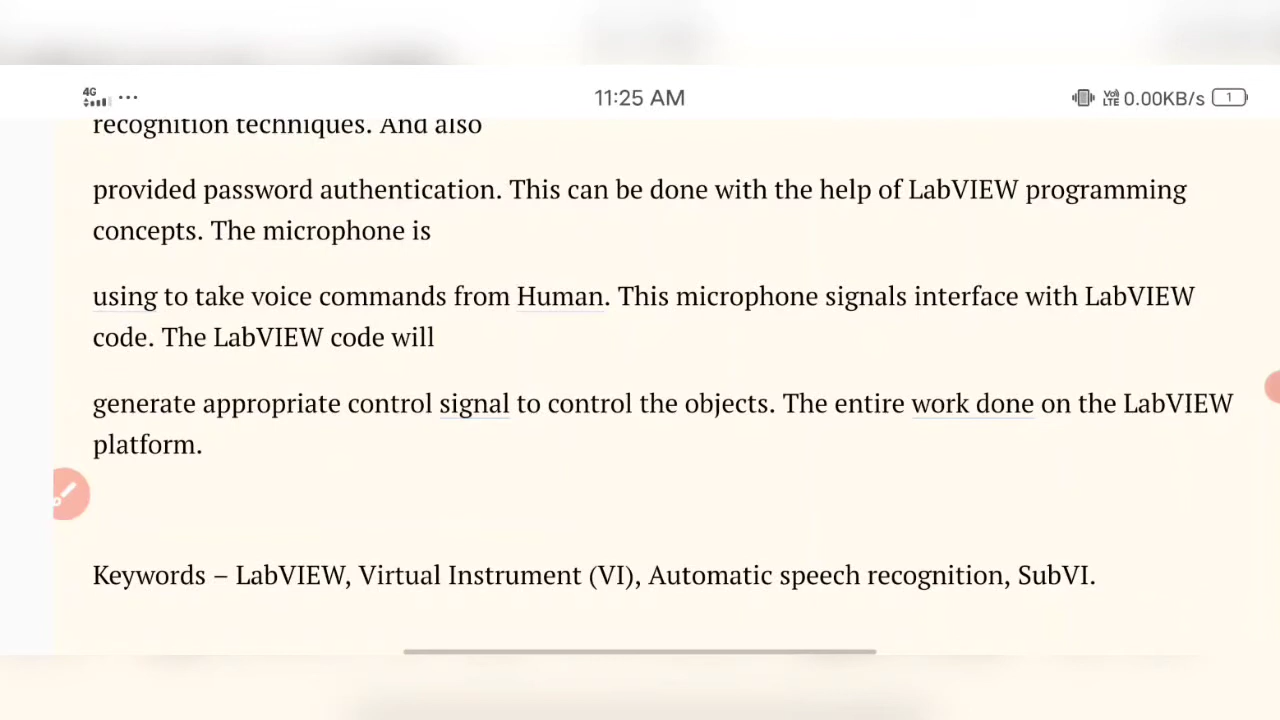 4G
11:25 AM
Vo) LTE 0.00KB/s 1
recognition techniques. And also
provided password authentication. This can be done with the help of LabVIEW programming
concepts. The microphone is
using to take voice commands from Human. This microphone signals interface with LabVIEW
code. The LabVIEW code will
generate appropriate control signal to control the objects. The entire work done on the LabVIEW
platform.
Keywords – LabVIEW, Virtual Instrument (VI), Automatic speech recognition, SubVI.